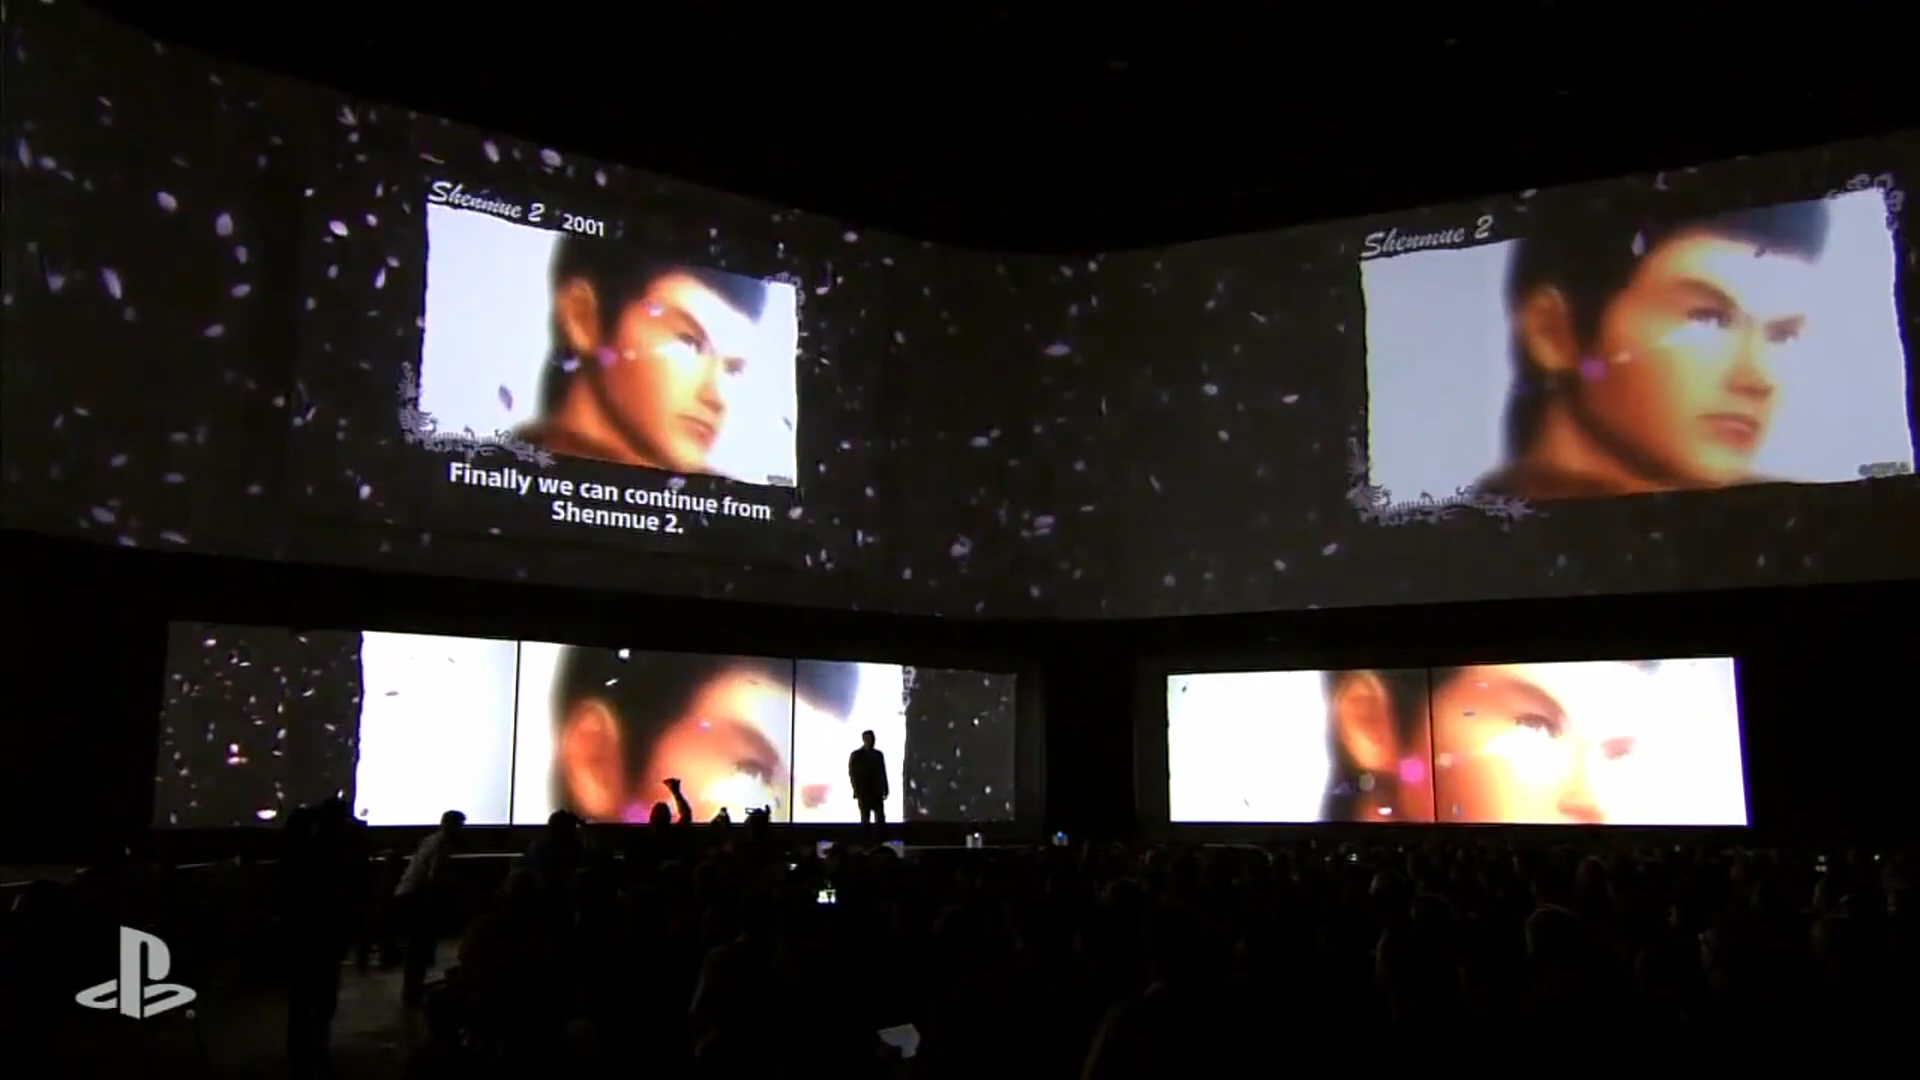 Shenmue 2 2001
Finally we can continue from
Shenmue 2.
Shenmue 2